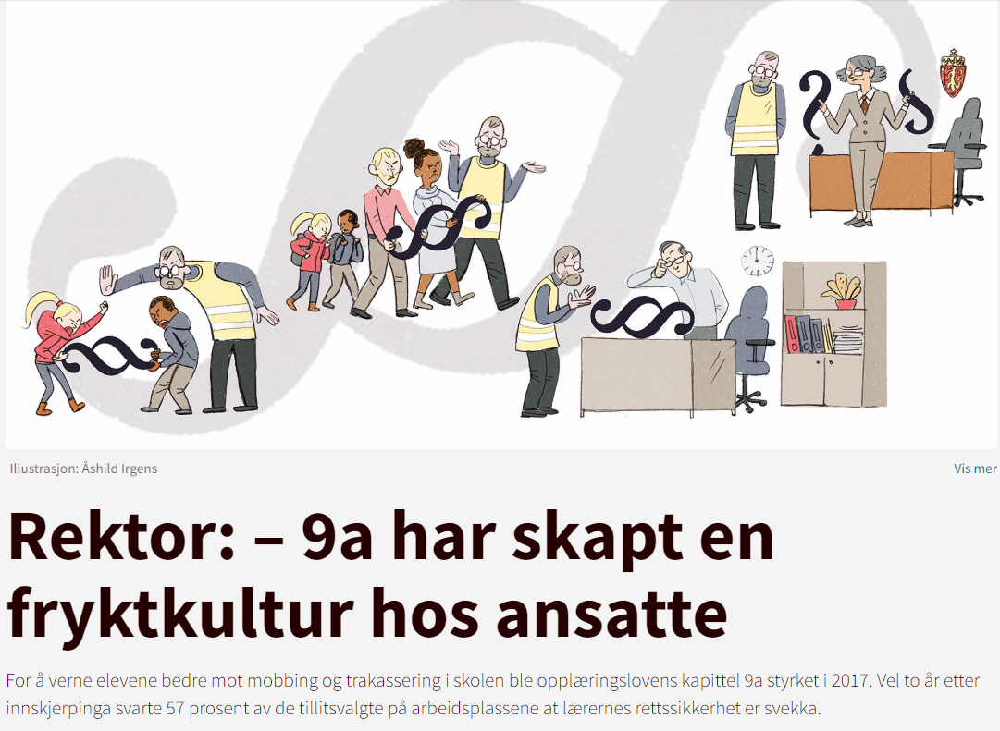 Illustrasjon: Åshild Irgens
Vis mer
Rektor: – 9a har skapt en
fryktkultur hos ansatte
For å verne elevene bedre mot mobbing og trakassering i skolen ble opplæringslovens kapittel 9a styrket i 2017. Vel to år etter
innskjerpinga svarte 57 prosent av de tillitsvalgte på arbeidsplassene at lærernes rettssikkerhet er svekka.